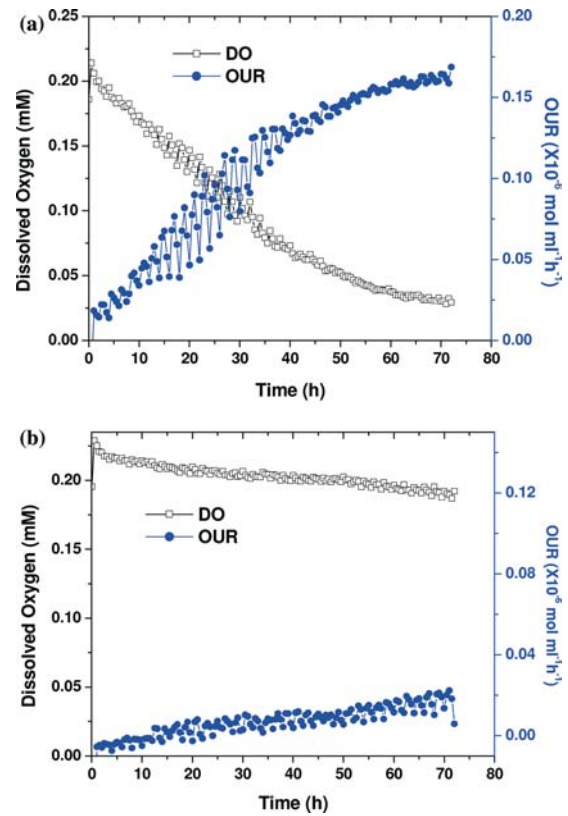 (a)
0.25
0.20
0.15
0.10
0.05
0.00
Dissolved Oxygen (mM)
DO
OUR
0.20
0.15
0.10
0.05
0.00
OUR (X10⁻⁶ mol ml⁻¹h⁻¹)
0 10 20 30 40 50 60 70 80
Time (h)
(b)
0.20
0.15
0.10
0.05
0.00
Dissolved Oxygen (mM)
DO
OUR
0.12
0.08
0.04
0.00
OUR (X10⁻⁶ mol ml⁻¹h⁻¹)
0 10 20 30 40 50 60 70 80
Time (h)